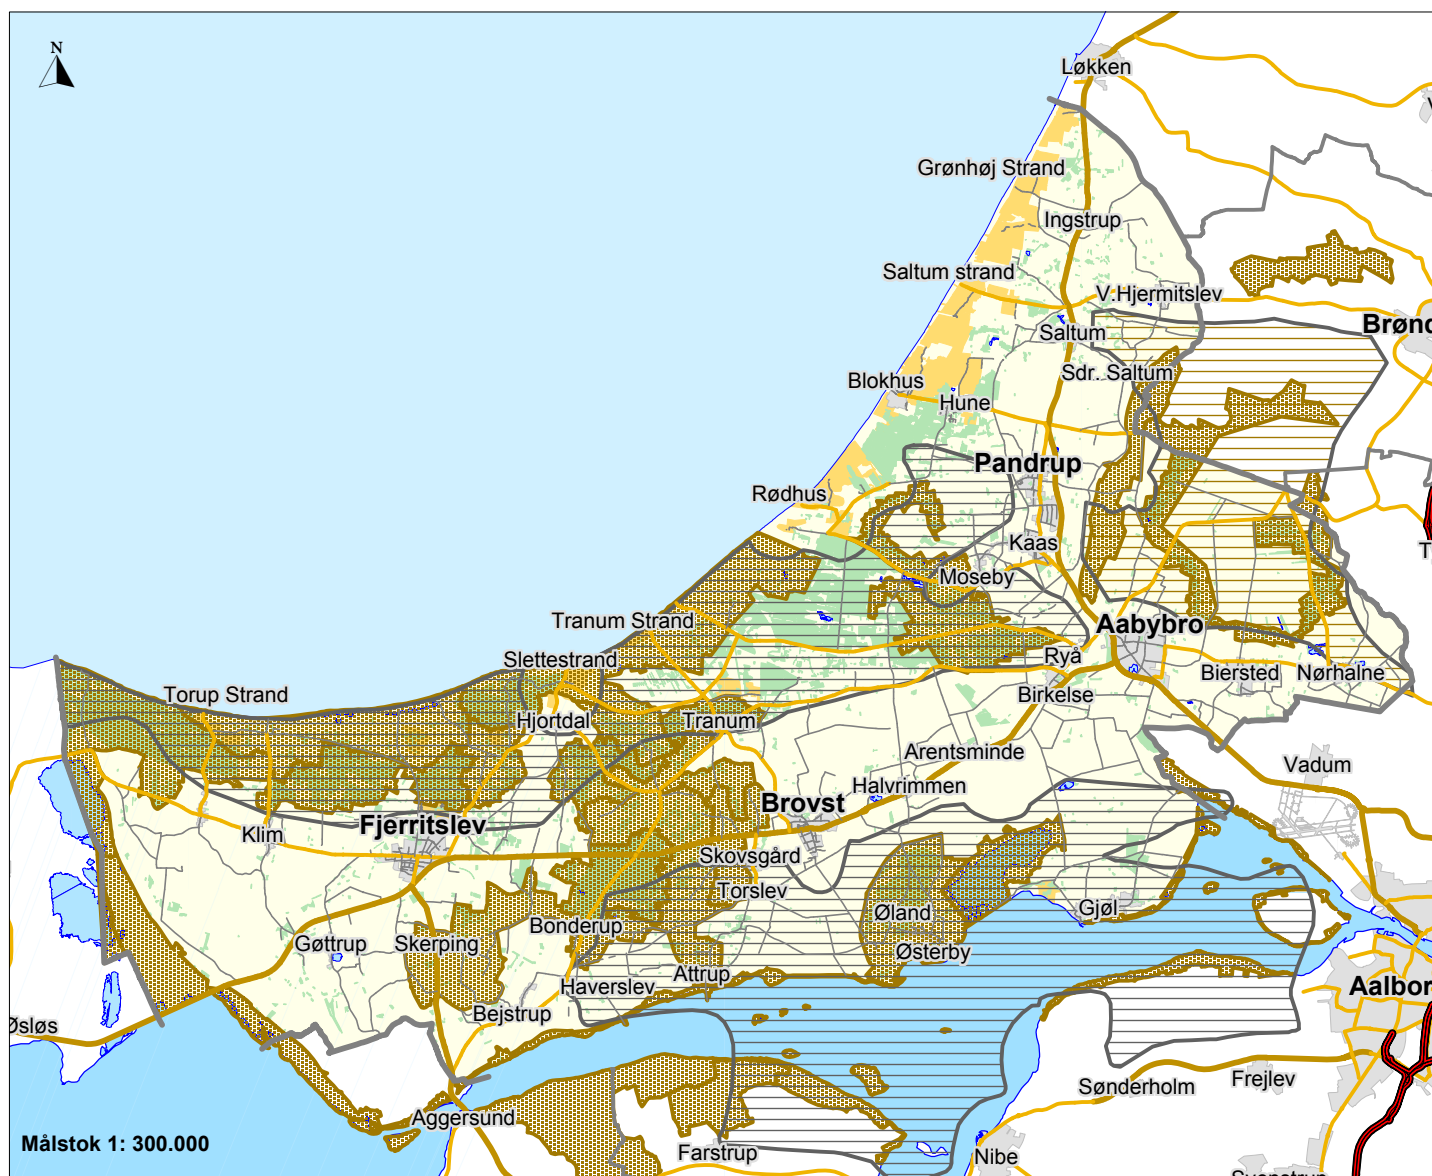 N
Løkken
Grønhøj Strand
Ingstrup
Saltum strand
V.Hjermitslev
Saltum
Sdr. Saltum
Blokhus
Hune
Pandrup
Rødhus
Kaas
Moseby
Tranum Strand
Aabybro
Slettestrand
Ryå
Biersted
Nørhalne
Torup Strand
Birkelse
Hjortdal
Tranum
Arentsminde
Vadum
Halvrimmen
Brovst
Klim
Fjerritslev
Skovsgård
Torslev
Øland
Gjøl
Bonderup
Gøttrup
Skerping
Østerby
Attrup
Haverslev
Bejstrup
Øsløs
Sønderholm
Frejlev
Aggersund
Målstok 1: 300.000
Farstrup
Nibe